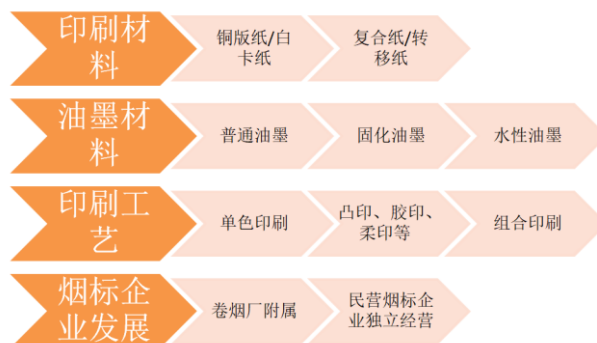 印刷材
料
铜版纸/白
卡纸
复合纸/转
移纸
油墨材
料
普通油墨
固化油墨
水性油墨
印刷工
艺
单色印刷
凸印、胶印、
柔印等
组合印刷
烟标企
业发展
卷烟厂附属
民营烟标企
业独立经营